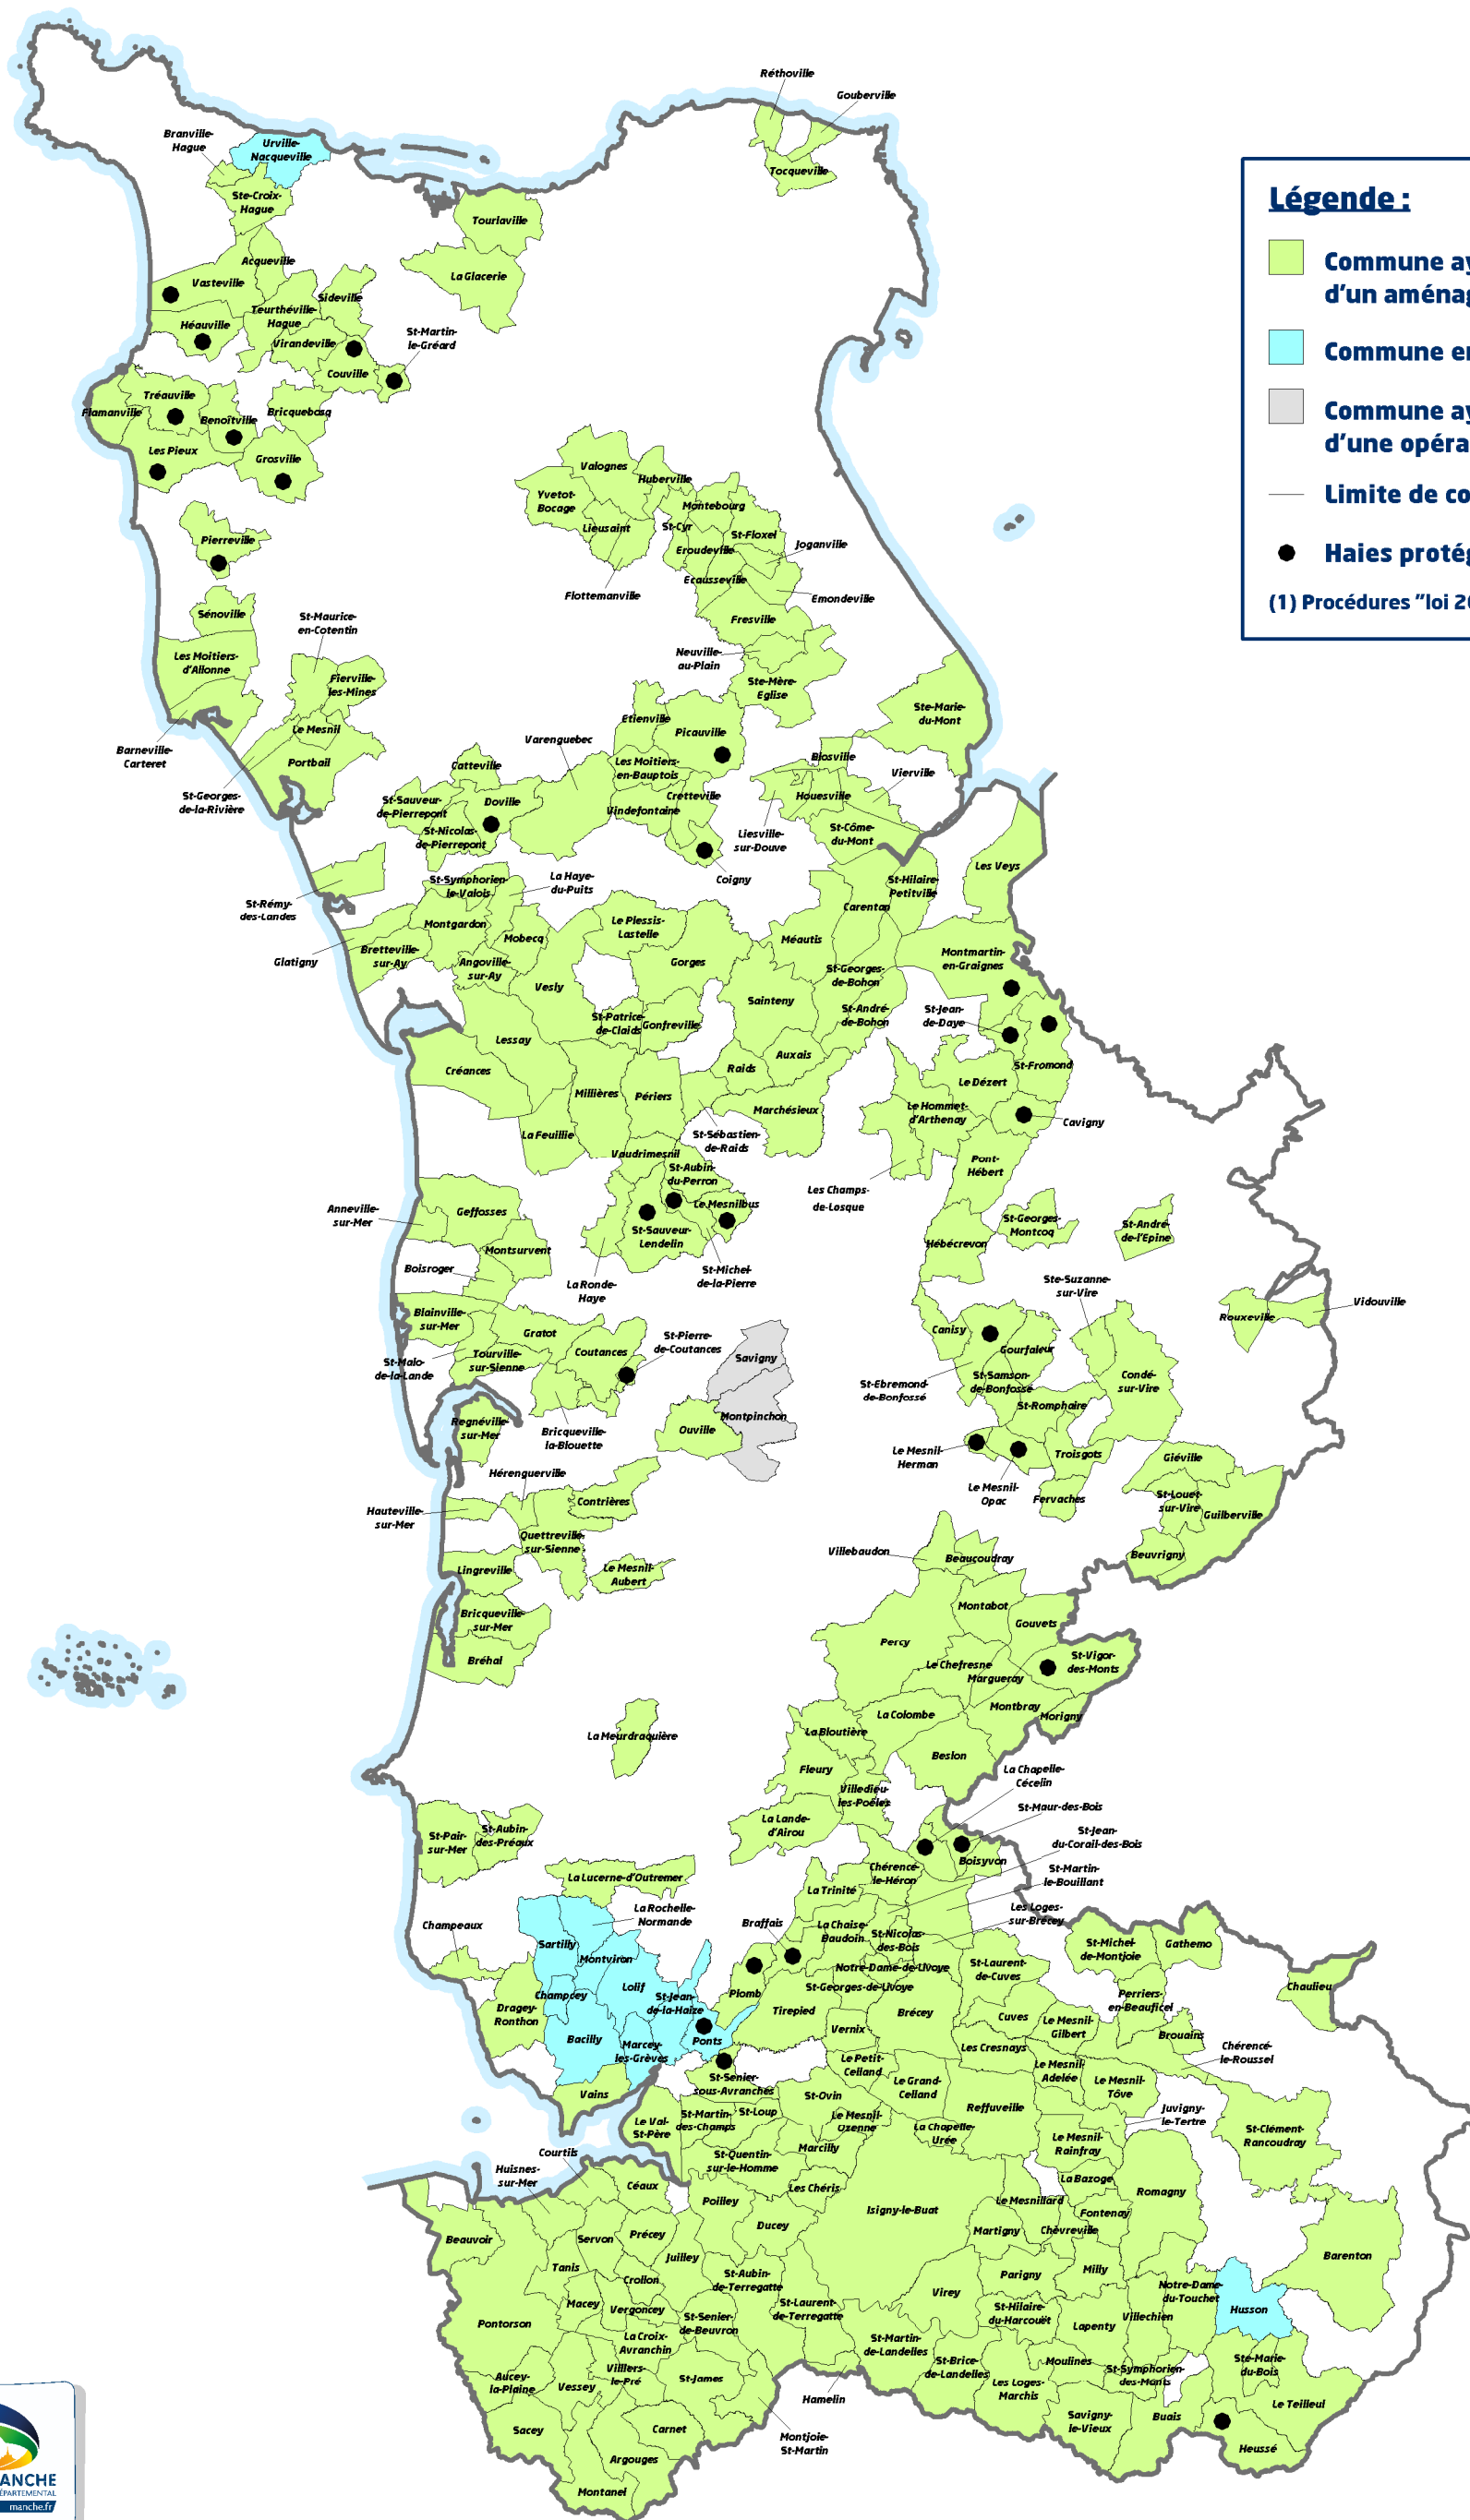 Réthoville
Gouberville
Tocqueville
Branville-
Hague
Urville-
Nacqueville
Ste-Croix-
Hague
Tourlaville
La Glacerie
Acqueville
Vasteville
Sideville
Teurthéville-
Hague
Héauville
Virandeville
St-Martin-
le-Gréard
Couville
Tréauville
Flamanville
Benoîtville
Bricquebosq
Les Pieux
Grosville
Pierreville
Sénoville
St-Maurice-
en-Cotentin
Les Moitiers-
d'Allonne
Fierville-
les-Mines
Le Mesnil
Barneville-
Carteret
Portbail
St-Georges-
de-la-Rivière
Valognes
Huberville
Yvetot-
Bocage
Montebourg
Lieusaint
St-Cyr
St-Floxel
Eroudeville
Joganville
Ecausseville
Flottemanville
Emondeville
Fresville
Neuville-
au-Plain
Ste-Mère-
Eglise
Ste-Marie-
du-Mont
Etienville
Picauville
Varenguebec
Les Moitiers-
en-Bauptois
Blosville
Vierville
Catteville
Cretteville
Houesville
St-Sauveur-
de-Pierrepont
Doville
Vindefontaine
St-Nicolas-
de-Pierrepont
Liesville-
sur-Douve
St-Côme-
du-Mont
Coigny
Les Veys
St-Symphorien-
le-Valois
La Haye-
du-Puits
St-Hilaire-
Petitville
St-Rémy-
des-Landes
Carentan
Montgardon
Le Plessis-
Lastelle
Mobecq
Méautis
Glatigny
Bretteville-
sur-Ay
Angoville-
sur-Ay
Gorges
Montmartin-
en-Graignes
Vesly
St-Georges-
de-Bohon
Sainteny
St-Patrice-
de-Claids
Gonfreville
St-André-
de-Bohon
St-Jean-
de-Daye
Lessay
Auxais
Créances
Raids
St-Fromond
Le Dézert
Millières
Périers
Marchésieux
Le Hommet-
d'Arthenay
Cavigny
La Feuillie
St-Sébastien-
de-Raids
Vaudrimesnil
St-Aubin-
du-Perron
Pont-
Hébert
Les Champs-
de-Losque
Anneville-
sur-Mer
Geffosses
Le Mesnilbus
St-Sauveur-
Lendelin
St-Georges-
Montcoq
St-André-
de-l'Epine
Montsurvent
Hébécrevon
Boisroger
La Ronde-
Haye
St-Michel-
de-la-Pierre
Ste-Suzanne-
sur-Vire
Vidouville
Rouxeville
Blainville-
sur-Mer
Gratot
Coutances
St-Pierre-
de-Coutances
Canisy
Gourfaleur
St-Malo-
de-la-Lande
Tourville-
sur-Sienne
Savigny
St-Ebremond-
de-Bonfossé
St-Samson-
de-Bonfossé
Condé-
sur-Vire
St-Romphaire
Montpinchon
Regnéville-
sur-Mer
Ouville
Bricqueville-
la-Blouette
Le Mesnil-
Herman
Troisgots
Giéville
Hérenguerville
Le Mesnil-
Opac
Fervaches
St-Louet-
sur-Vire
Guilberville
Hauteville-
sur-Mer
Contrières
Quettreville-
sur-Sienne
Villebaudon
Beaucoudray
Beuvrigny
Lingreville
Le Mesnil-
Aubert
Montabot
Gouvets
Bricqueville-
sur-Mer
Percy
Bréhal
Le Chefresne
Margueray
St-Vigor-
des-Monts
Montbray
Morigny
La Colombe
La Meurdraquière
La Bloutière
Beslon
Fleury
La Chapelle-
Cécelin
Villedieu-
les-Poêles
St-Maur-des-Bois
La Lande-
d'Airou
St-Jean-
du-Corail-des-Bois
St-Pair-
sur-Mer
St-Aubin-
des-Préaux
Boisyvon
Chérencé-
le-Héron
St-Martin-
le-Bouillant
La Lucerne-d'Outremer
La Trinité
La Rochelle-
Normande
Les Loges-
sur-Brécey
Champeaux
Braffais
La Chaise-
Baudoin
St-Nicolas-
des-Bois
Sartilly
Montviron
St-Michel-
de-Montjoie
Gathemo
Notre-Dame-de-Livoye
St-Laurent-
de-Cuves
Lolif
Plomb
St-Georges-de-Livoye
Chaulieu
Champcey
St-Jean-
de-la-Haize
Perriers-
en-Beauficel
Dragey-
Ronthon
Tirepied
Brécey
Cuves
Le Mesnil-
Gilbert
Bacilly
Marcey-
les-Grèves
Ponts
Vernix
Brouains
Les Cresnays
Chérencé-
le-Roussel
Le Petit-
Celland
Le Mesnil-
Adelée
Vains
St-Senier-
sous-Avranches
Le Grand-
Celland
Le Mesnil-
Tôve
St-Ovin
Reffuveille
Juvigny-
le-Tertre
Le Val-
St-Père
St-Martin-
des-Champs
St-Loup
Le Mesnil-
Ozenne
La Chapelle-
Urée
St-Clément-
Rancoudray
Le Mesnil-
Rainfray
Marcilly
Courtils
St-Quentin-
sur-le-Homme
Huisnes-
sur-Mer
La Bazoge
Céaux
Les Chéris
Romagny
Poilley
Isigny-le-Buat
Le Mesnillard
Fontenay
Ducey
Martigny
Chèvreville
Beauvoir
Servon
Précey
Barenton
Juilley
Tanis
Milly
Crollon
St-Aubin-
de-Terregatte
Parigny
Notre-Dame-
du-Touchet
Virey
Macey
Vergoncey
St-Laurent-
de-Terregatte
St-Hilaire-
du-Harcouët
Husson
Pontorson
St-Senier-
de-Beuvron
Villechien
Lapenty
La Croix-
Avranchin
St-Martin-
de-Landelles
St-Brice-
de-Landelles
Moulines
Ste-Marie-
du-Bois
Aucey-
la-Plaine
Villiers-
le-Pré
St-James
St-Symphorien-
des-Monts
Vessey
Hamelin
Les Loges-
Marchis
Le Teilleul
Sacey
Carnet
Savigny-
le-Vieux
Buais
Montjoie-
St-Martin
Heussé
Argouges
Montanel
Légende :
Commune ay
d'un aménag
Commune en
Commune ay
d'une opéra
Limite de co
Haies protég
(1) Procédures "loi 20
ANCHE
ÉPARTEMENTAL
manche.fr